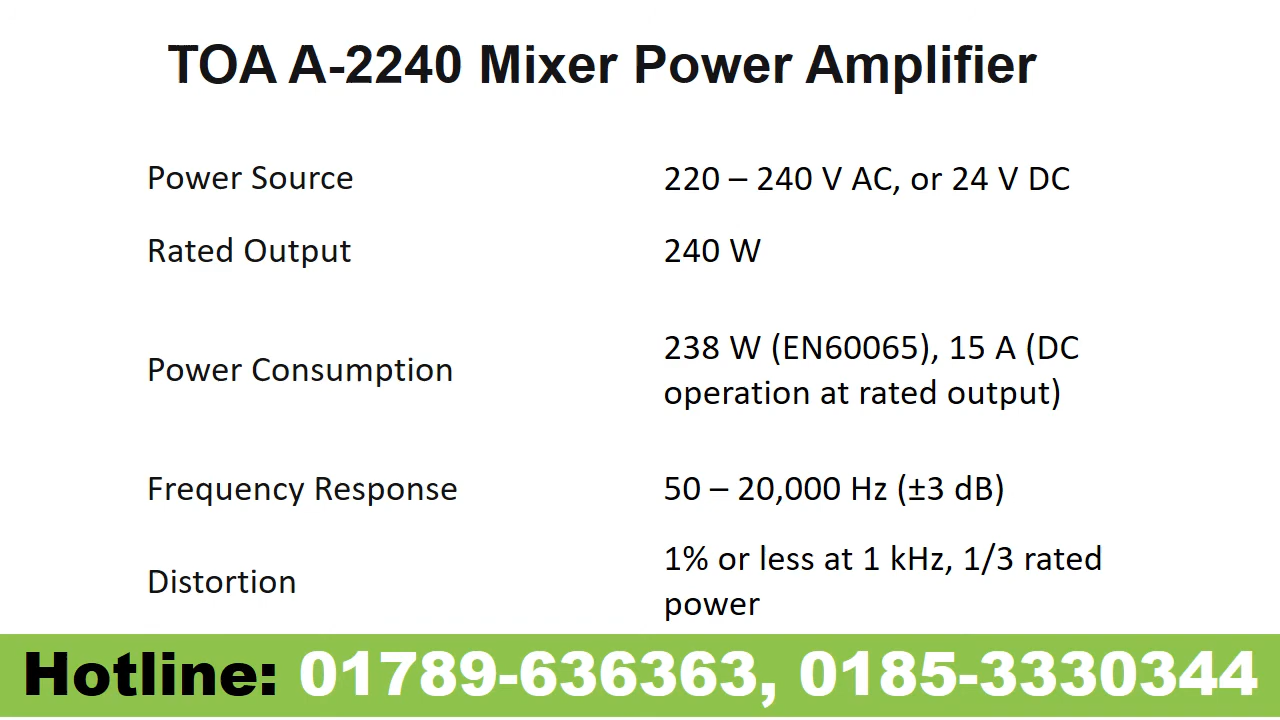 TOA A-2240 Mixer Power Amplifier
Power Source 220 – 240 V AC, or 24 V DC
Rated Output 240 W
Power Consumption 238 W (EN60065), 15 A (DC
operation at rated output)
Frequency Response 50 – 20,000 Hz (±3 dB)
Distortion 1% or less at 1 kHz, 1/3 rated
power
Hotline: 01789-636363, 0185-3330344